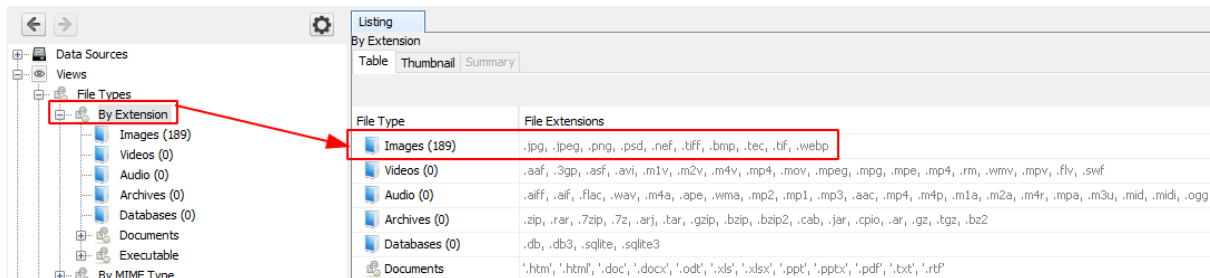 Listing
By Extension
Table Thumbnail Summary
Data Sources
Views
File Types
By Extension
Images (189)
Videos (0)
Audio (0)
Archives (0)
Databases (0)
Documents
Executable
By MIME Type
File Type File Extensions
Images (189) .jpg, .jpeg, .png, .psd, .nef, .tiff, .bmp, .tec, .tif, .webp
Videos (0) .aaf, .3gp, .asf, .avi, .m1v, .m2v, .m4v, .mp4, .mov, .mpeg, .mpg, .mpe, .mp4, .rm, .wmv, .mpv, .flv, .swf
Audio (0) .aiff, .aif, .flac, .wav, .m4a, .ape, .wma, .mp2, .mp1, .mp3, .aac, .mp4, .m4p, .m1a, .m2a, .m4r, .mpa, .m3u, .mid, .midi, .ogg
Archives (0) .zip, .rar, .7zip, .7z, .arj, .tar, .gzip, .bzip, .bzip2, .cab, .jar, .cpio, .ar, .gz, .tgz, .bz2
Databases (0) .db, .db3, .sqlite, .sqlite3
Documents '.htm', '.html', '.doc', '.docx', '.odt', '.xls', '.xlsx', '.ppt', '.pptx', '.pdf', '.txt', '.rtf'